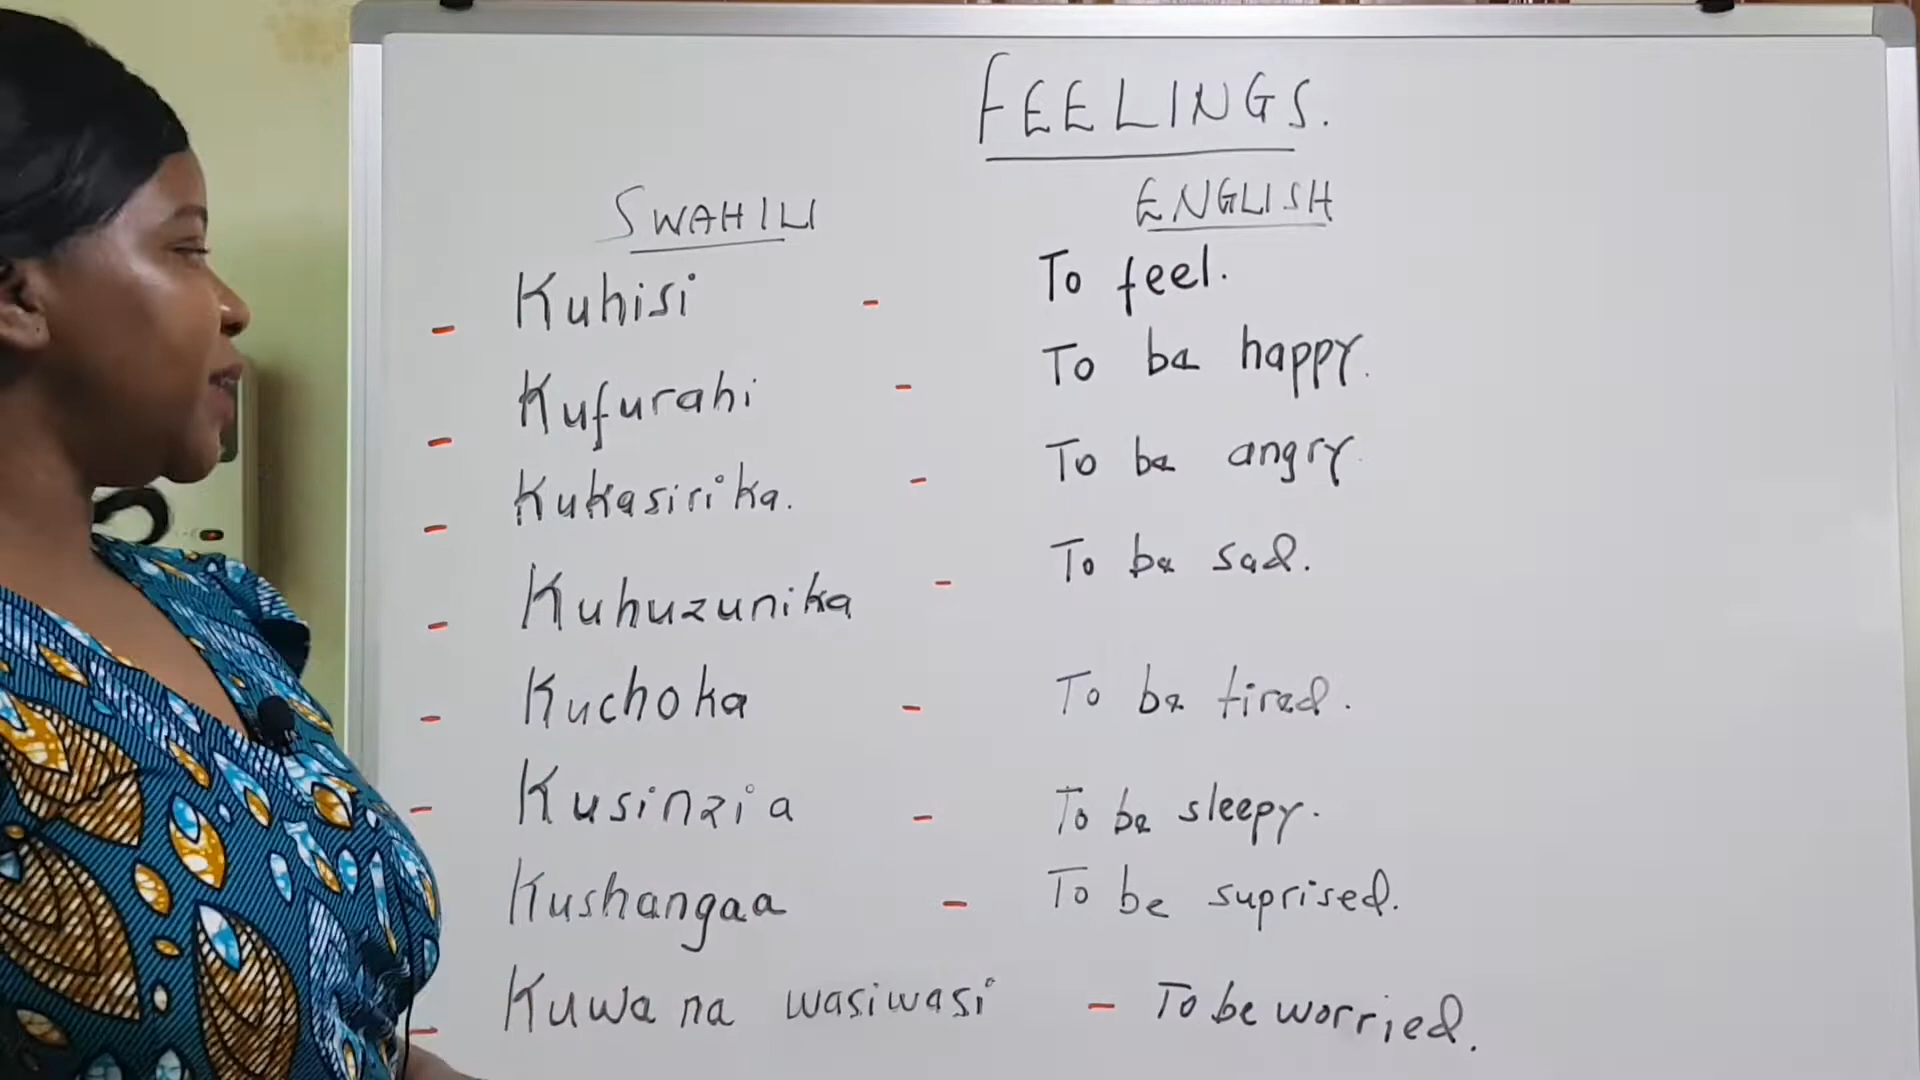 FEELINGS.
SWAHILI ENGLISH
- Kuhisi - To feel.
- Kufurahi - To be happy.
- Kukasirika. - To be angry.
- Kuhuzunika - To be sad.
- Kuchoka - To be tired.
- Kusinzia - To be sleepy.
Kushangaa - To be suprised.
- Kuwa na wasiwasi - To be worried.